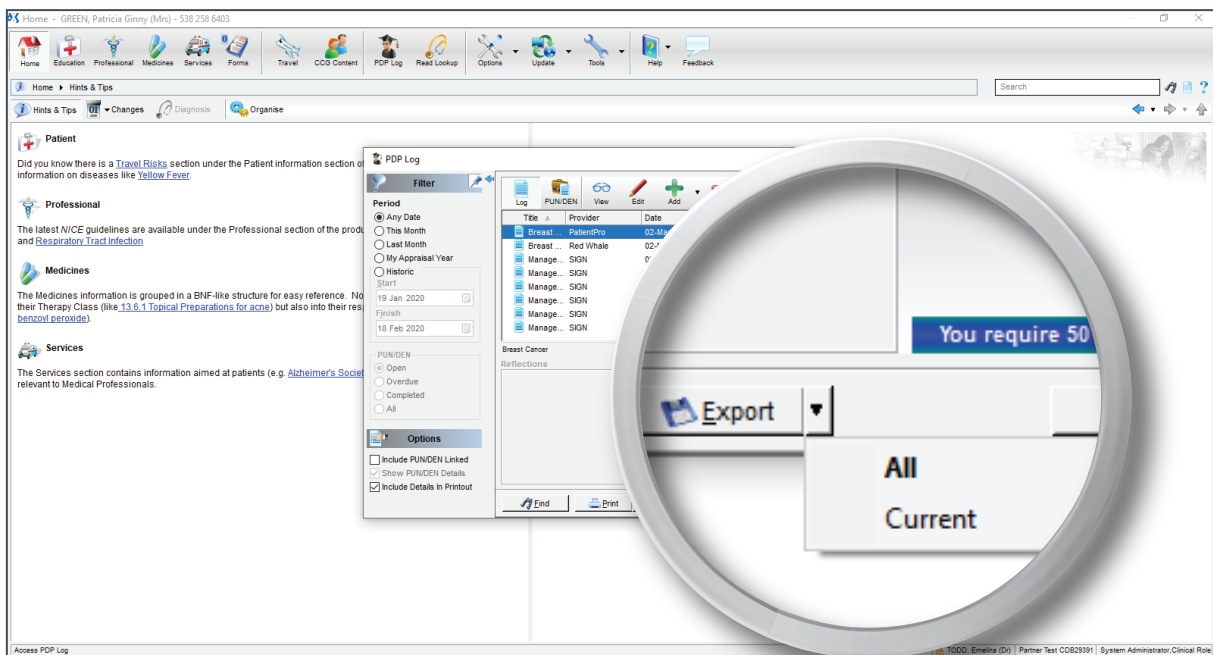 Home - GREEN, Patricia Ginny (Mrs) - 538 258 6403
Home Education Professional Medicines Services Forms Travel CCG Content PDP Log Read Lookup Options Update Tools Help Feedback
Home Hints & Tips Search
Hints & Tips Changes Diagnosis Organise
Patient
Did you know there is a Travel Risks section under the Patient information section of
information on diseases like Yellow Fever.
Professional
The latest NICE guidelines are available under the Professional section of the produ
and Respiratory Tract Infection
Medicines
The Medicines information is grouped in a BNF-like structure for easy reference. No
their Therapy Class (like 13.6.1 Topical Preparations for acne) but also into their res
benzoyl peroxide).
Services
The Services section contains information aimed at patients (e.g. Alzheimer's Societ
relevant to Medical Professionals.
PDP Log
Filter
Period
Any Date
This Month
Last Month
My Appraisal Year
Historic
Start
19 Jan 2020
Finish
18 Feb 2020
PUN/DEN
Open
Overdue
Completed
All
Options
Include PUN/DEN Linked
Show PUN/DEN Details
Include Details In Printout
Log PUN/DEN View Edit Add
Title Provider Date
Breast ... PatientPro 02-Ma
Breast ... Red Whale 02-
Manage... SIGN
Manage... SIGN
Manage... SIGN
Manage... SIGN
Manage... SIGN
Manage... SIGN
Breast Cancer
Reflections
Find Print
You require 50
Export
All
Current
Access PDP Log
TODD, Emelina (Dr) Partner Test CDB29391 System Administrator,Clinical Role